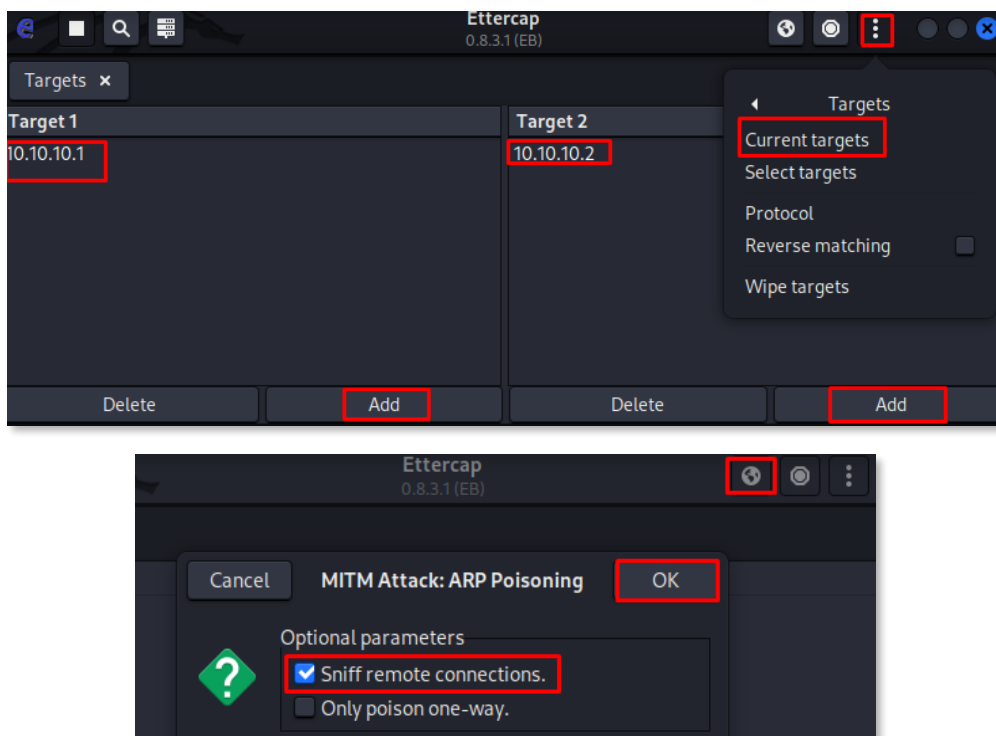 Ettercap
0.8.3.1 (EB)
Targets ×
Target 1
Target 2
10.10.10.1
10.10.10.2
Targets
Current targets
Select targets
Protocol
Reverse matching
Wipe targets
Delete
Add
Delete
Add
Ettercap
0.8.3.1 (EB)
Cancel
MITM Attack: ARP Poisoning
OK
Optional parameters
Sniff remote connections.
Only poison one-way.